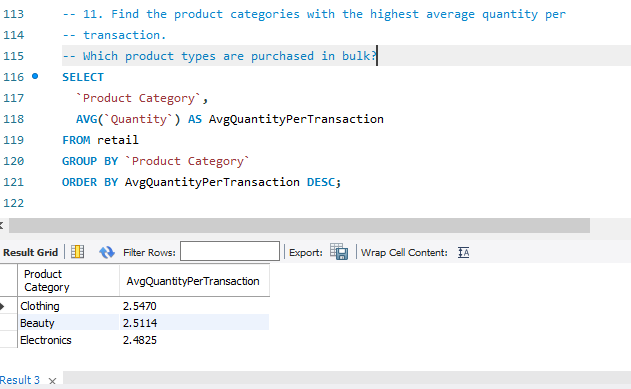 113 -- 11. Find the product categories with the highest average quantity per
114 -- transaction.
115 -- Which product types are purchased in bulk?
116 SELECT
117 `Product Category`,
118 AVG(`Quantity`) AS AvgQuantityPerTransaction
119 FROM retail
120 GROUP BY `Product Category`
121 ORDER BY AvgQuantityPerTransaction DESC;
122
Result Grid Filter Rows: Export: Wrap Cell Content: IA
Product
Category AvgQuantityPerTransaction
Clothing 2.5470
Beauty 2.5114
Electronics 2.4825
Result 3 ×